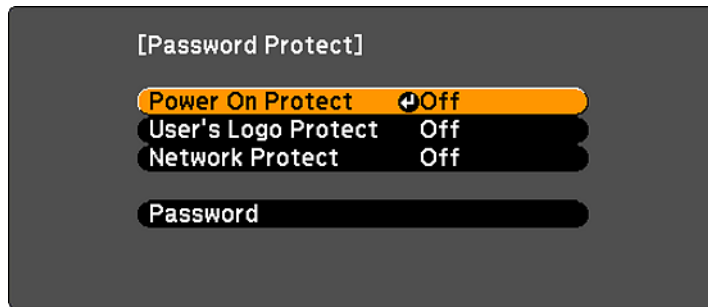 [Password Protect]
Power On Protect Off
User's Logo Protect Off
Network Protect Off
Password